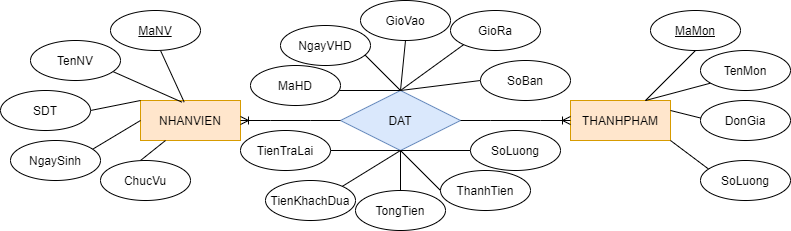 GioVao
MaNV
GioRa
MaMon
NgayVHD
TenNV
TenMon
MaHD
SoBan
SDT
NHANVIEN
DAT
THANHPHAM
DonGia
TienTraLai
SoLuong
NgaySinh
ChucVu
SoLuong
ThanhTien
TienKhachDua
TongTien